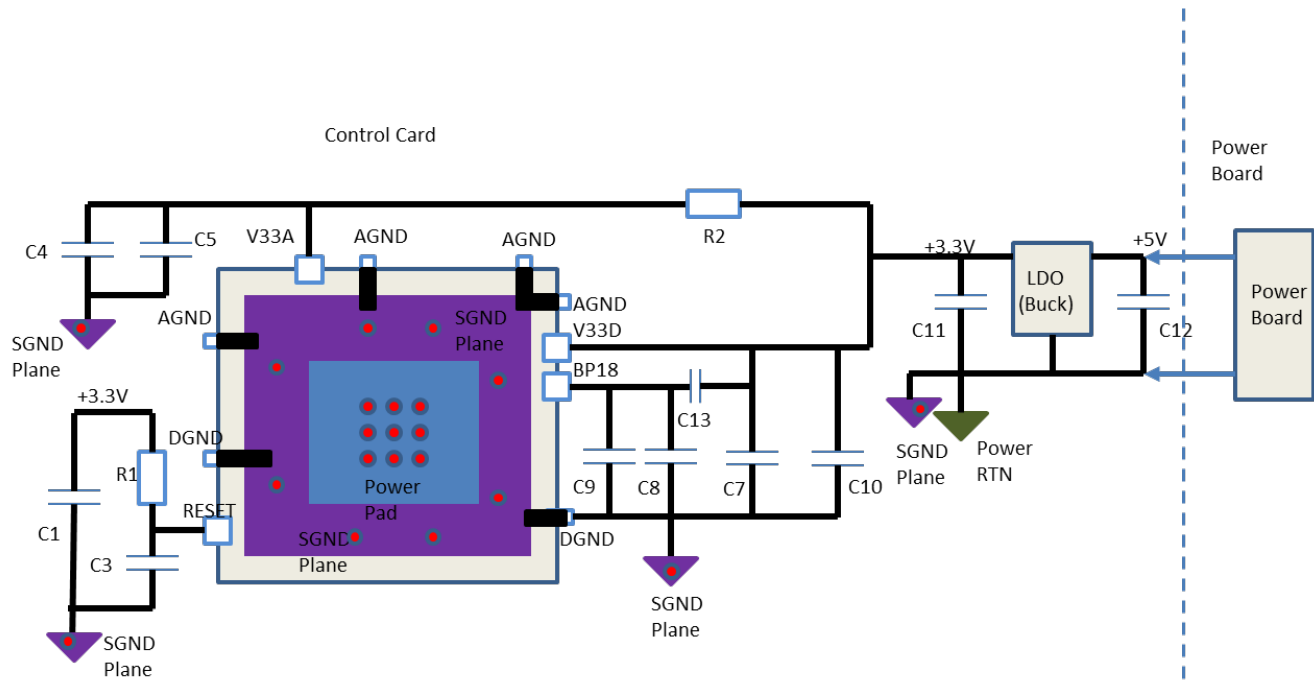 Control Card
Power
Board
R2
C4
C5
V33A
AGND
AGND
+3.3V
+5V
LDO
(Buck)
Power
Board
AGND
AGND
SGND
Plane
V33D
C11
C12
SGND
Plane
BP18
C13
+3.3V
DGND
SGND
Plane
Power
RTN
R1
Power
Pad
C9
C8
C7
C10
C1
RESET
C3
SGND
Plane
DGND
SGND
Plane
SGND
Plane